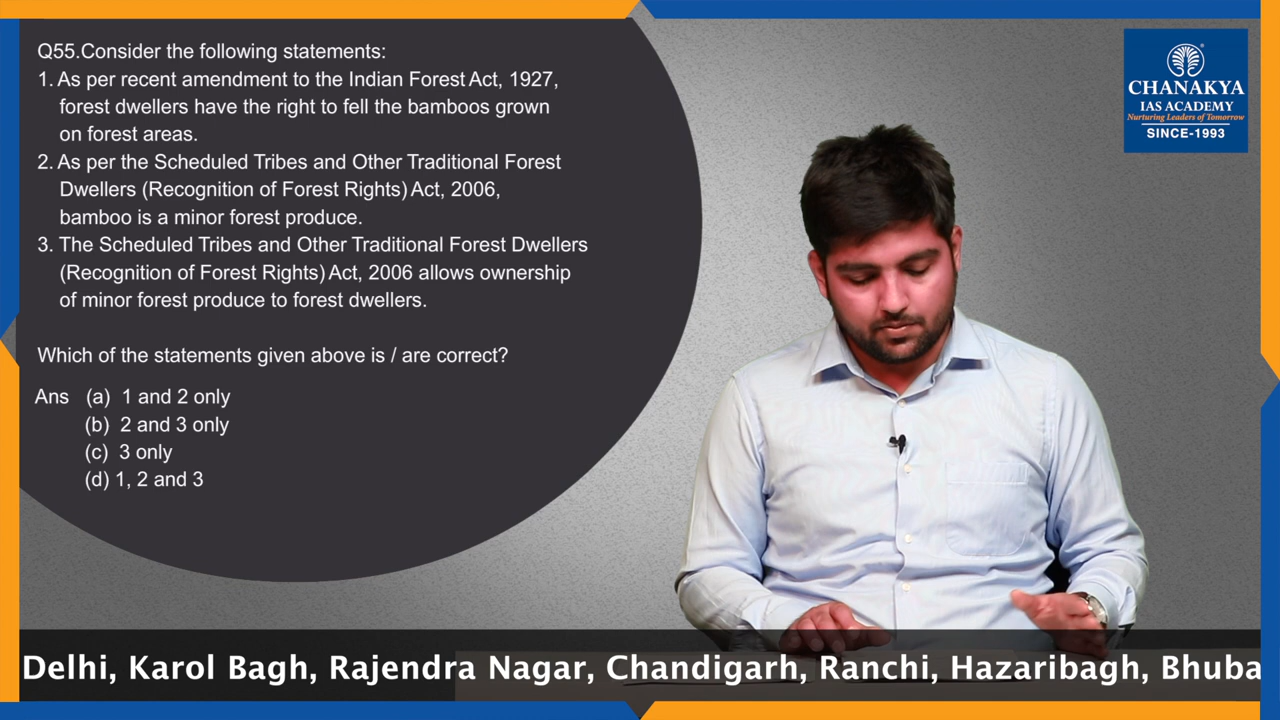 Q55.Consider the following statements:
1. As per recent amendment to the Indian Forest Act, 1927,
forest dwellers have the right to fell the bamboos grown
on forest areas.
2. As per the Scheduled Tribes and Other Traditional Forest
Dwellers (Recognition of Forest Rights) Act, 2006,
bamboo is a minor forest produce.
3. The Scheduled Tribes and Other Traditional Forest Dwellers
(Recognition of Forest Rights) Act, 2006 allows ownership
of minor forest produce to forest dwellers.
Which of the statements given above is / are correct?
Ans (a) 1 and 2 only
(b) 2 and 3 only
(c) 3 only
(d) 1, 2 and 3
CHANAKYA
IAS ACADEMY
Nurturing Leaders of Tomorrow
SINCE-1993
Delhi, Karol Bagh, Rajendra Nagar, Chandigarh, Ranchi, Hazaribagh, Bhuba